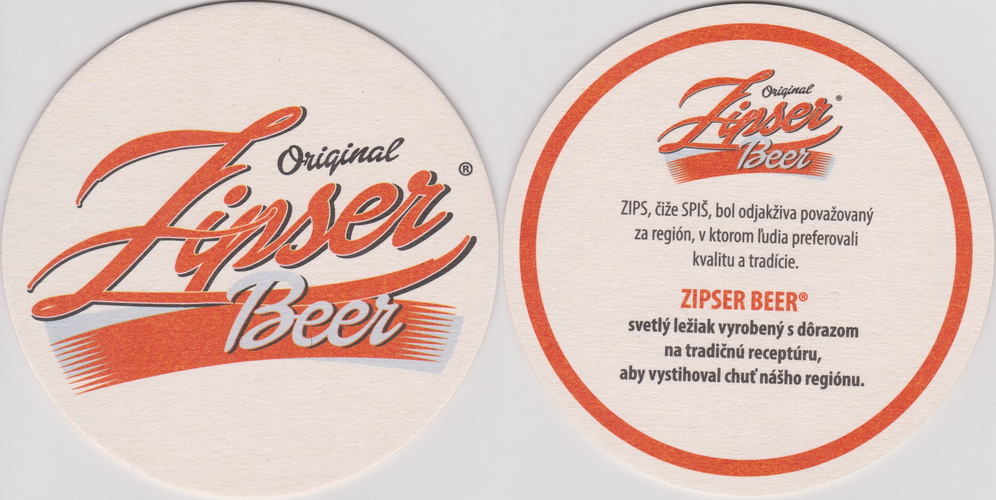 Original
Zipser®
Beer
Original
Zipser®
Beer
ZIPS, čiže SPIŠ, bol odjakživa považovaný
za región, v ktorom ľudia preferovali
kvalitu a tradície.
ZIPSER BEER®
svetlý ležiak vyrobený s dôrazom
na tradičnú receptúru,
aby vystihoval chuť nášho regiónu.